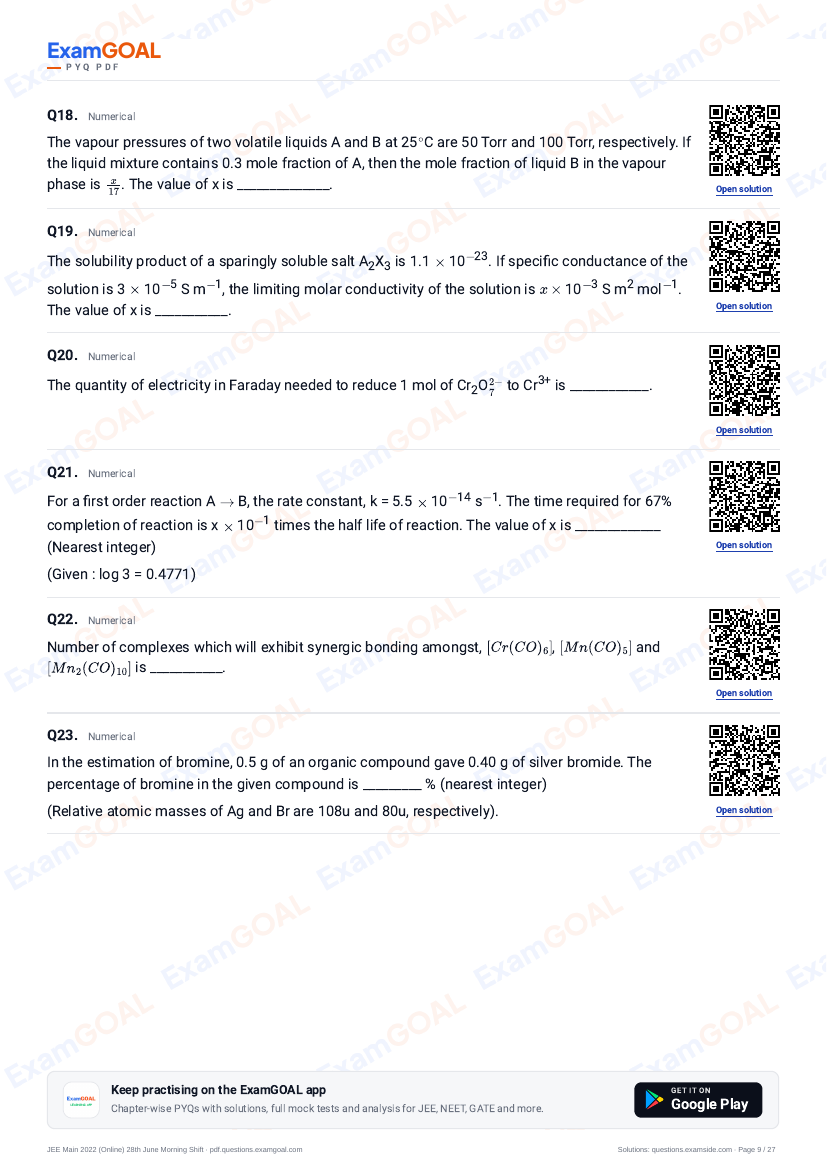 ExamGOAL
PYQ PDF
Q18. Numerical
The vapour pressures of two volatile liquids A and B at 25°C are 50 Torr and 100 Torr, respectively. If
the liquid mixture contains 0.3 mole fraction of A, then the mole fraction of liquid B in the vapour
phase is x/17. The value of x is ______________.
Open solution
Q19. Numerical
The solubility product of a sparingly soluble salt A₂X₃ is 1.1 × 10⁻²³. If specific conductance of the
solution is 3 × 10⁻⁵ S m⁻¹, the limiting molar conductivity of the solution is x × 10⁻³ S m² mol⁻¹.
The value of x is ___________.
Open solution
Q20. Numerical
The quantity of electricity in Faraday needed to reduce 1 mol of Cr₂O₇²⁻ to Cr³⁺ is ____________.
Open solution
Q21. Numerical
For a first order reaction A → B, the rate constant, k = 5.5 × 10⁻¹⁴ s⁻¹. The time required for 67%
completion of reaction is x × 10⁻¹ times the half life of reaction. The value of x is _____________
(Nearest integer)
(Given : log 3 = 0.4771)
Open solution
Q22. Numerical
Number of complexes which will exhibit synergic bonding amongst, [Cr(CO)₆], [Mn(CO)₅] and
[Mn₂(CO)₁₀] is ___________.
Open solution
Q23. Numerical
In the estimation of bromine, 0.5 g of an organic compound gave 0.40 g of silver bromide. The
percentage of bromine in the given compound is _________ % (nearest integer)
(Relative atomic masses of Ag and Br are 108u and 80u, respectively).
Open solution
Keep practising on the ExamGOAL app
Chapter-wise PYQs with solutions, full mock tests and analysis for JEE, NEET, GATE and more.
GET IT ON
Google Play
JEE Main 2022 (Online) 28th June Morning Shift · pdf.questions.examgoal.com
Solutions: questions.examside.com · Page 9 / 27